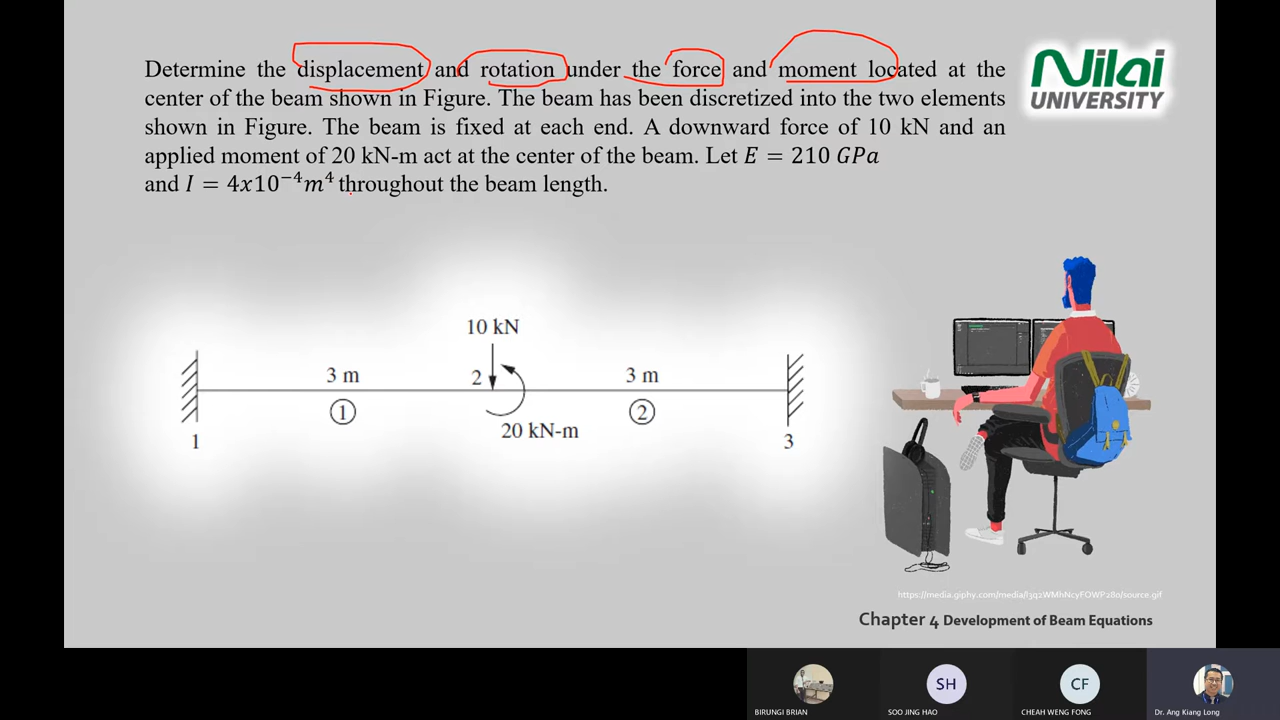 Determine the displacement and rotation under the force and moment located at the
center of the beam shown in Figure. The beam has been discretized into the two elements
shown in Figure. The beam is fixed at each end. A downward force of 10 kN and an
applied moment of 20 kN-m act at the center of the beam. Let E = 210 GPa
and I = 4x10⁻⁴m⁴ throughout the beam length.
Nilai
UNIVERSITY
10 kN
3 m
2
3 m
1
2
20 kN-m
1
3
Chapter 4 Development of Beam Equations
BIRUNGI BRIAN
SH
SOO JING HAO
CF
CHEAH WENG FONG
Dr. Ang Kiang Long